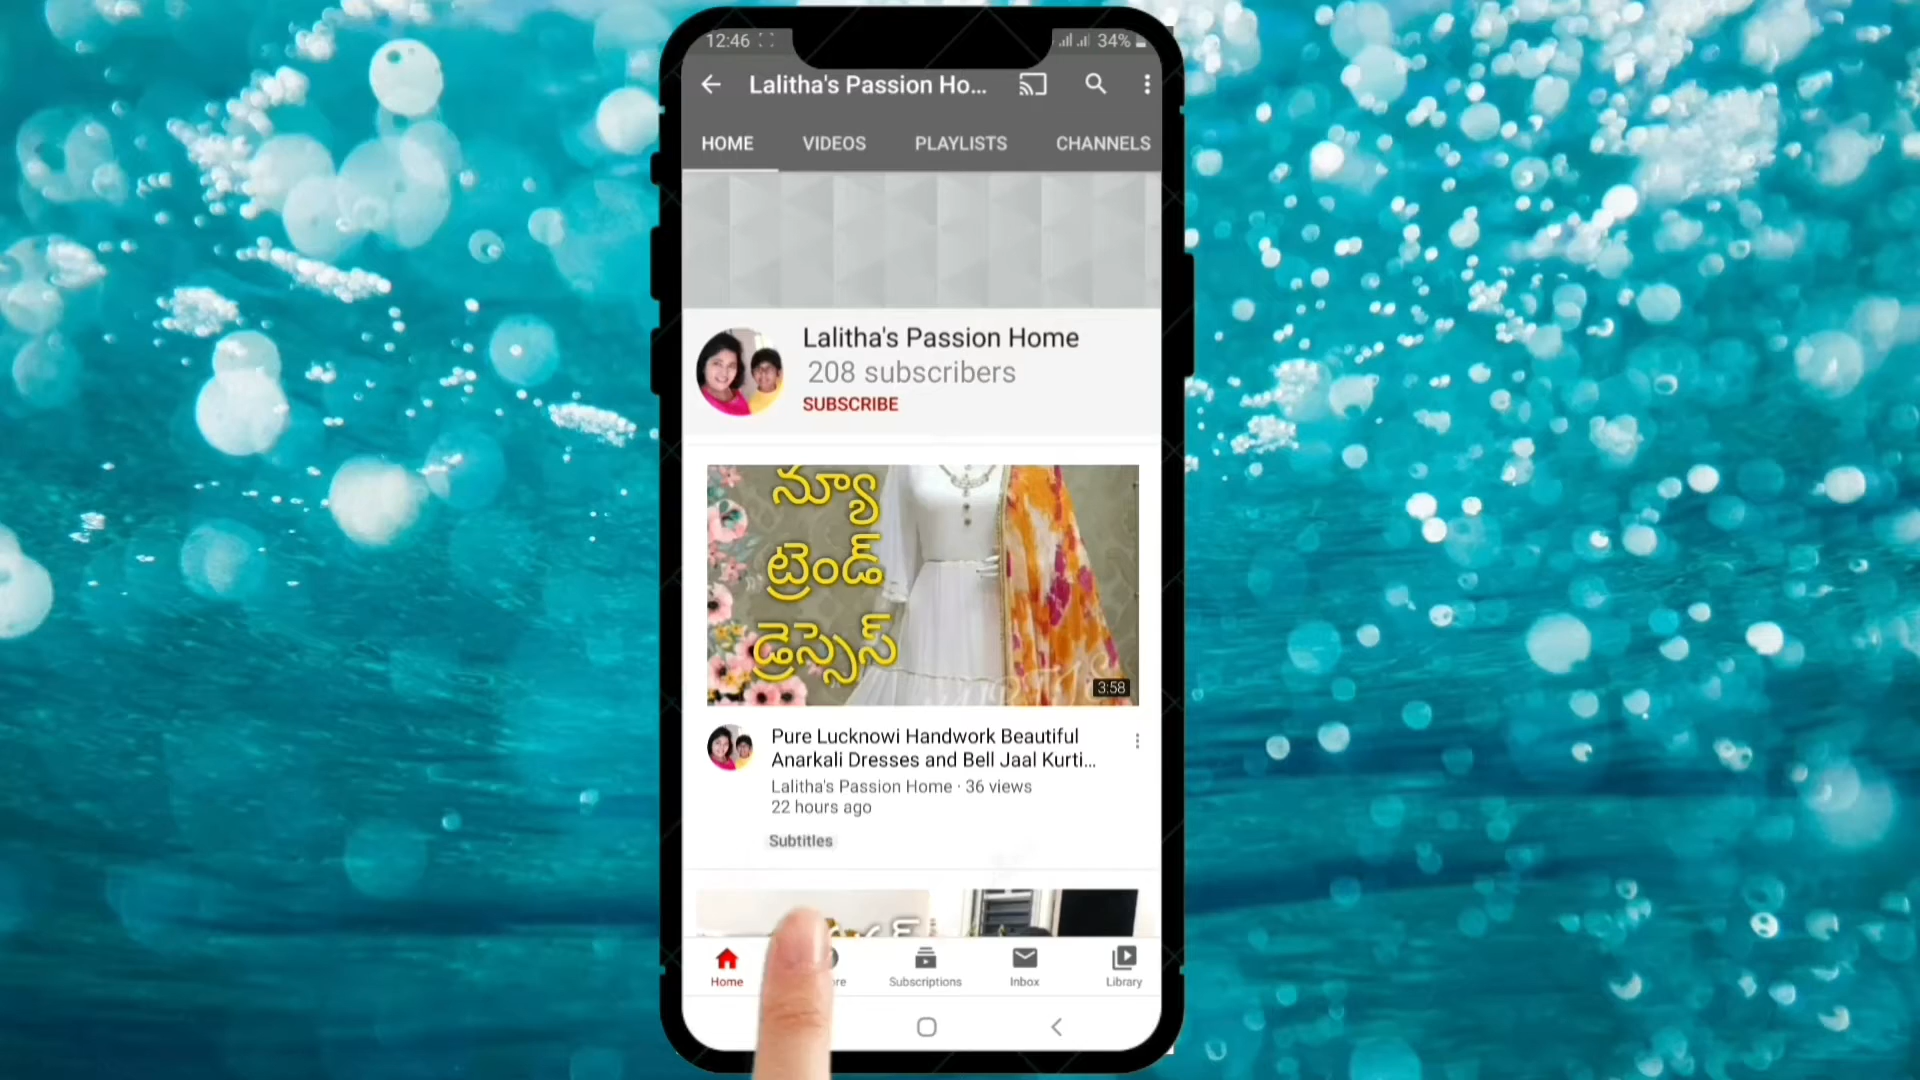 12:46
34%
Lalitha's Passion Ho...
HOME VIDEOS PLAYLISTS CHANNELS
Lalitha's Passion Home
208 subscribers
SUBSCRIBE
న్యూ
ట్రెండ్
డ్రెస్సెస్
3:58
Pure Lucknowi Handwork Beautiful
Anarkali Dresses and Bell Jaal Kurti...
Lalitha's Passion Home · 36 views
22 hours ago
Subtitles
Home Subscriptions Inbox Library